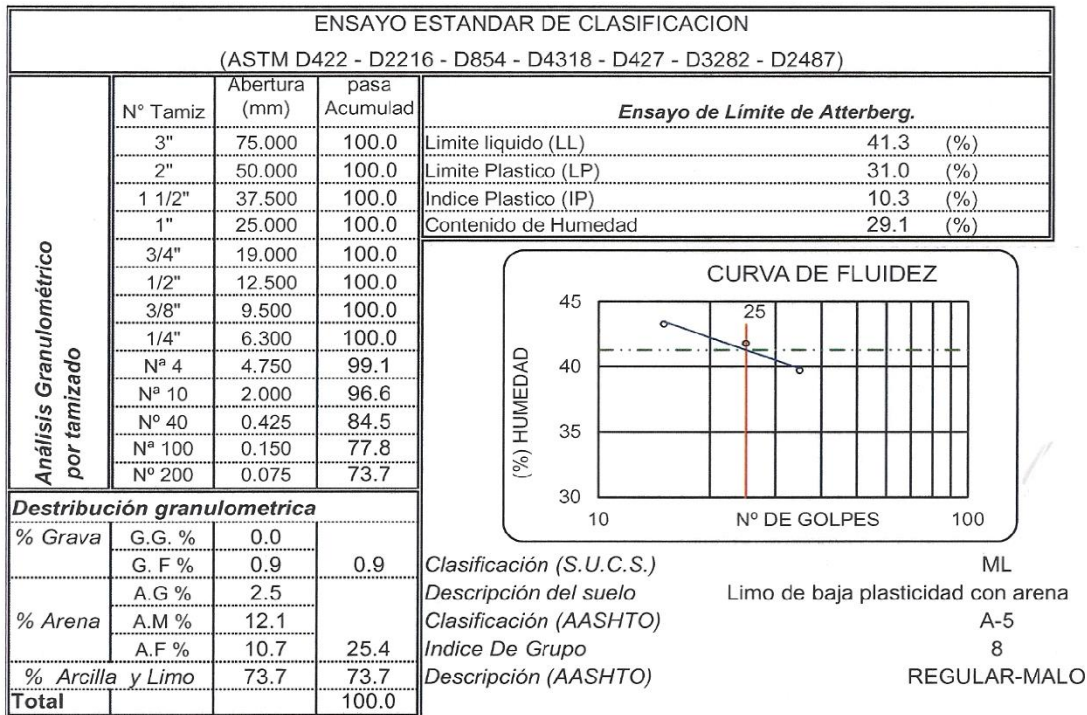 ENSAYO ESTANDAR DE CLASIFICACION
(ASTM D422 - D2216 - D854 - D4318 - D427 - D3282 - D2487)
Análisis Granulométrico
por tamizado
N° Tamiz Abertura (mm) pasa Acumulad
3" 75.000 100.0
2" 50.000 100.0
1 1/2" 37.500 100.0
1" 25.000 100.0
3/4" 19.000 100.0
1/2" 12.500 100.0
3/8" 9.500 100.0
1/4" 6.300 100.0
Nª 4 4.750 99.1
Nª 10 2.000 96.6
Nº 40 0.425 84.5
Nª 100 0.150 77.8
Nº 200 0.075 73.7
Destribución granulometrica
% Grava G.G. % 0.0
G. F % 0.9 0.9
A.G % 2.5
% Arena A.M % 12.1
A.F % 10.7 25.4
% Arcilla y Limo 73.7 73.7
Total 100.0
Ensayo de Límite de Atterberg.
Limite liquido (LL) 41.3 (%)
Limite Plastico (LP) 31.0 (%)
Indice Plastico (IP) 10.3 (%)
Contenido de Humedad 29.1 (%)
CURVA DE FLUIDEZ
45
25
40
35
30
(%) HUMEDAD
10 Nº DE GOLPES 100
Clasificación (S.U.C.S.) ML
Descripción del suelo Limo de baja plasticidad con arena
Clasificación (AASHTO) A-5
Indice De Grupo 8
Descripción (AASHTO) REGULAR-MALO